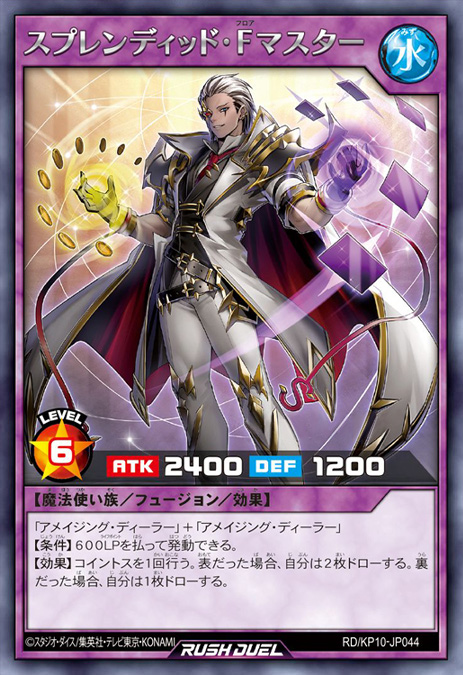 スプレンディッド・Fマスター
水
LEVEL
6
ATK 2400 DEF 1200
【魔法使い族／フュージョン／効果】
「アメイジング・ディーラー」+「アメイジング・ディーラー」
【条件】600LPを払って発動できる。
【効果】コイントスを1回行う。表だった場合、自分は2枚ドローする。裏
だった場合、自分は1枚ドローする。
©スタジオ・ダイス/集英社・テレビ東京・KONAMI
RUSH DUEL
RD/KP10-JP044